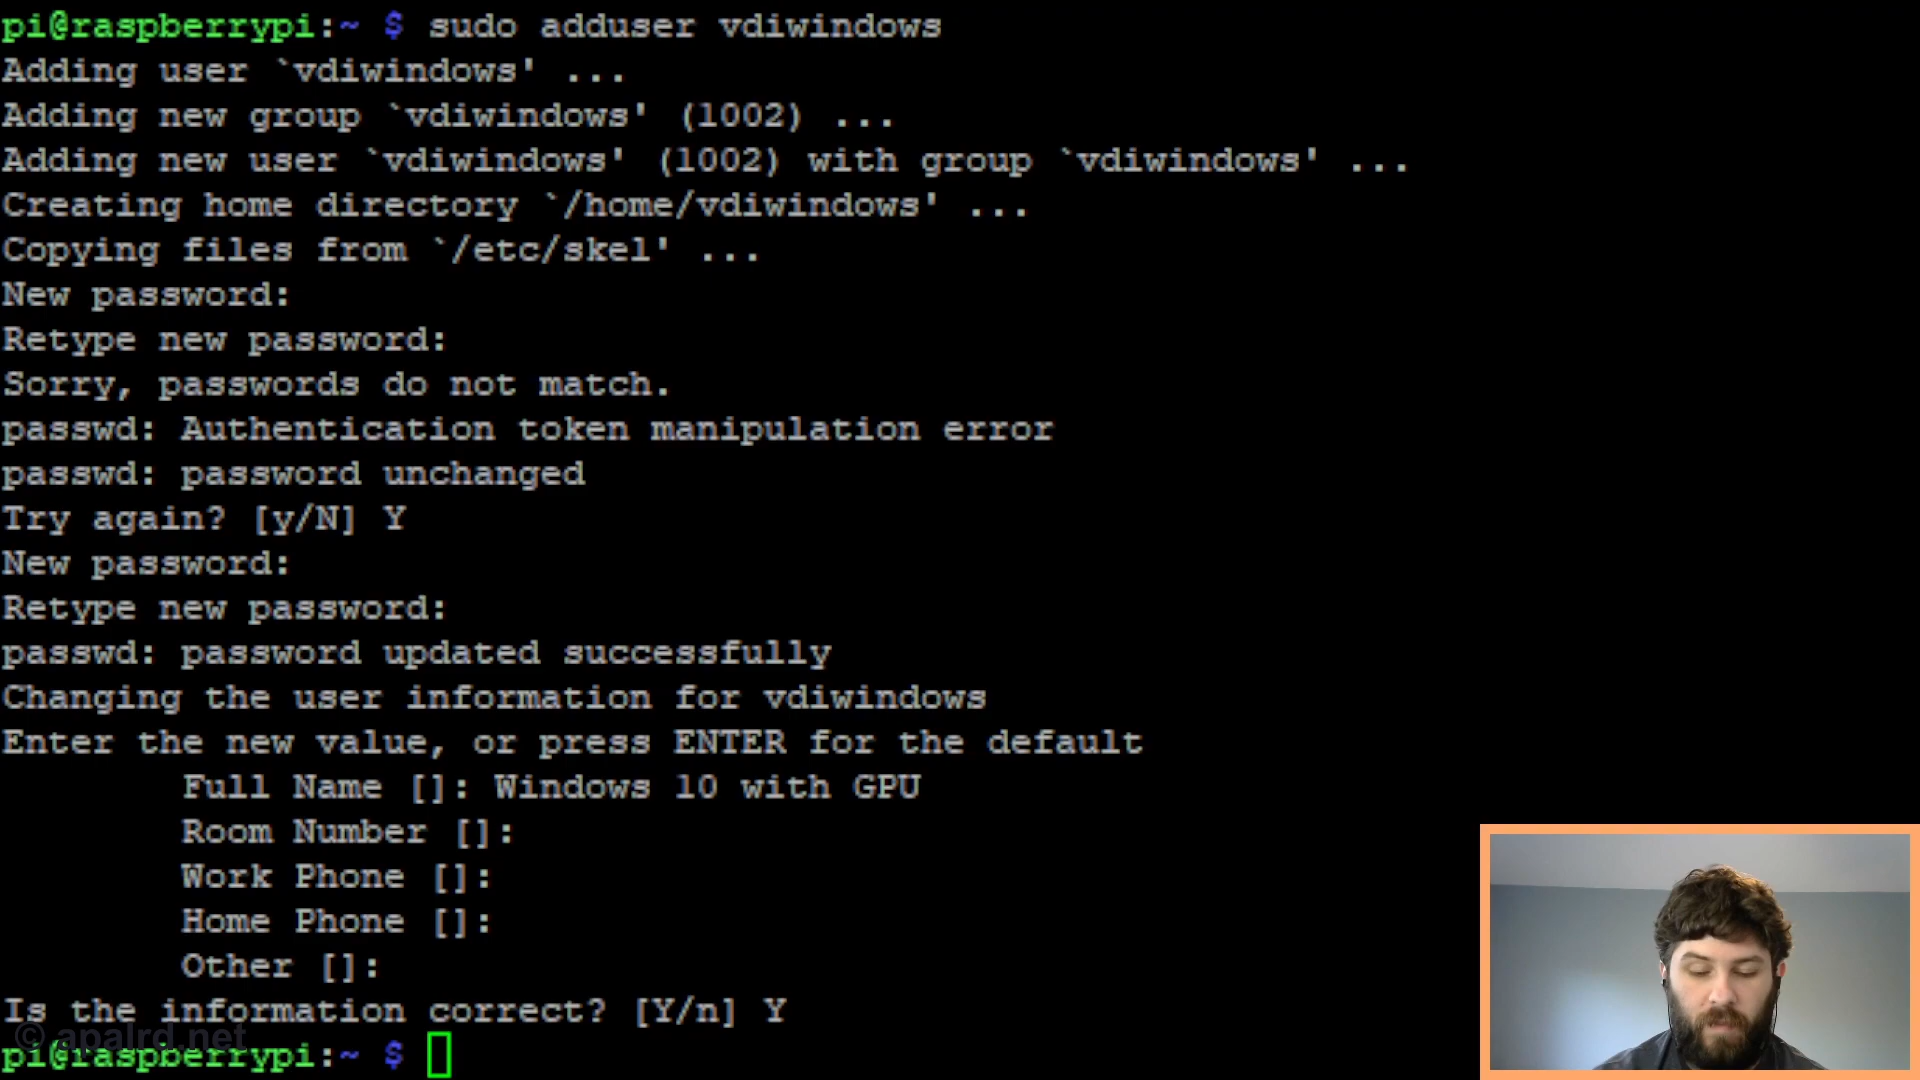 pi@raspberrypi:~ $ sudo adduser vdiwindows
Adding user `vdiwindows' ...
Adding new group `vdiwindows' (1002) ...
Adding new user `vdiwindows' (1002) with group `vdiwindows' ...
Creating home directory `/home/vdiwindows' ...
Copying files from `/etc/skel' ...
New password:
Retype new password:
Sorry, passwords do not match.
passwd: Authentication token manipulation error
passwd: password unchanged
Try again? [y/N] Y
New password:
Retype new password:
passwd: password updated successfully
Changing the user information for vdiwindows
Enter the new value, or press ENTER for the default
Full Name []: Windows 10 with GPU
Room Number []:
Work Phone []:
Home Phone []:
Other []:
Is the information correct? [Y/n] Y
© apalrd.net
pi@raspberrypi:~ $